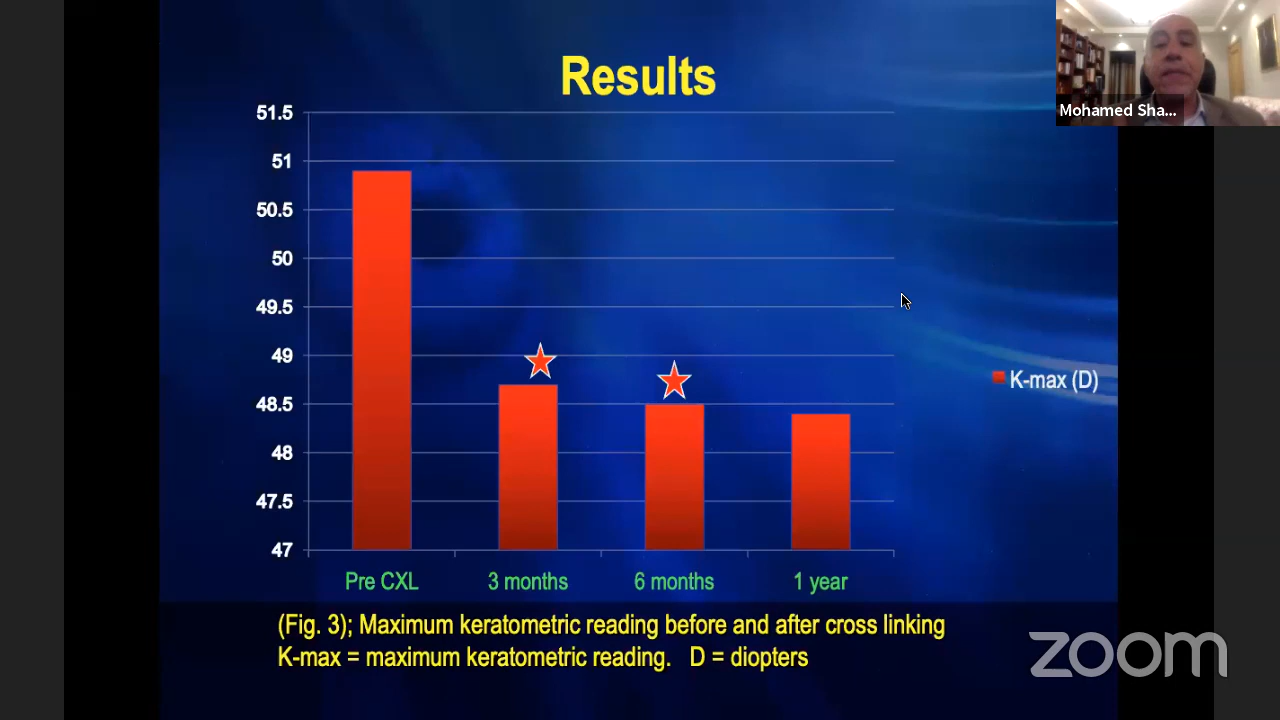 Results
Mohamed Sha...
51.5
51
50.5
50
49.5
49
48.5
48
47.5
47
K-max (D)
Pre CXL
3 months
6 months
1 year
(Fig. 3); Maximum keratometric reading before and after cross linking
K-max = maximum keratometric reading. D = diopters
zoom